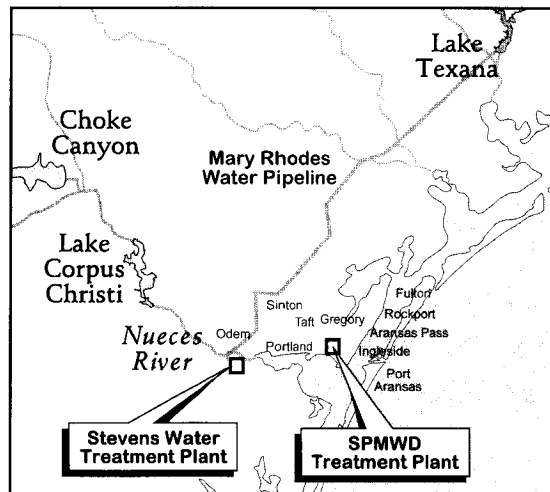 Lake
Texana
Choke
Canyon
Mary Rhodes
Water Pipeline
Lake
Corpus
Christi
Nueces
River
Odem
Sinton
Taft
Gregory
Portland
Fulton
Rockport
Aransas Pass
Ingleside
Port
Aransas
Stevens Water
Treatment Plant
SPMWD
Treatment Plant